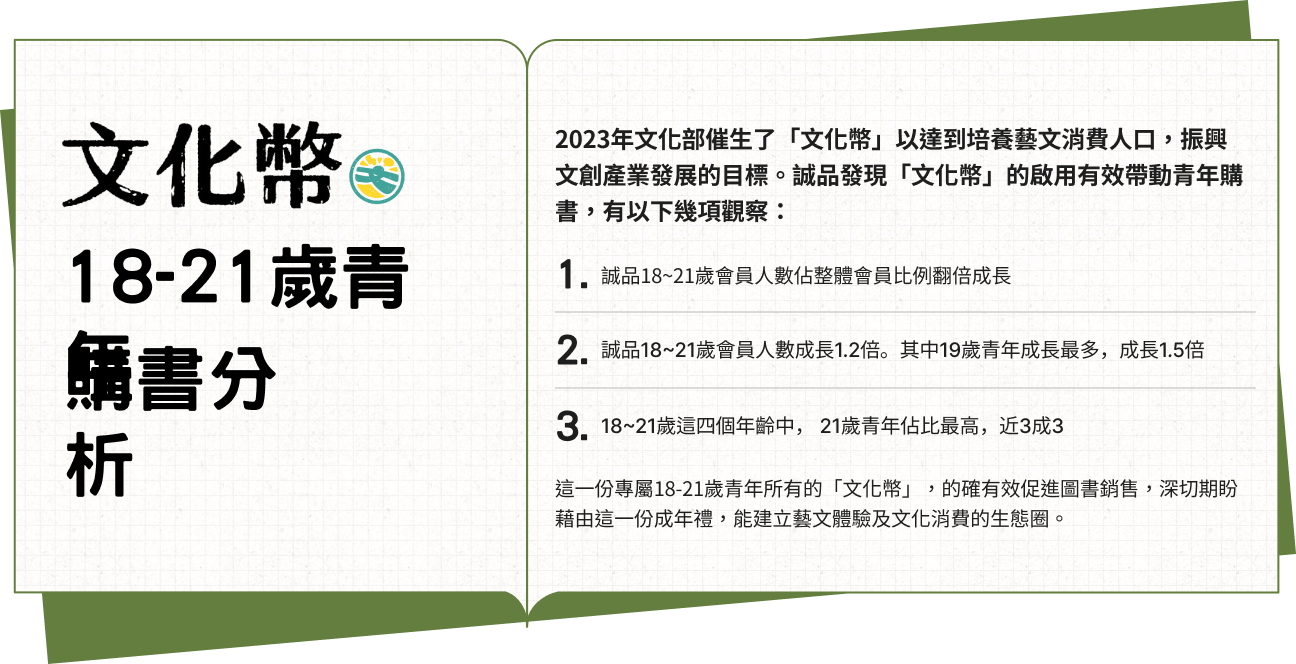 文化幣
18-21歲青
年
購書分
析
2023年文化部催生了「文化幣」以達到培養藝文消費人口，振興
文創產業發展的目標。誠品發現「文化幣」的啟用有效帶動青年購
書，有以下幾項觀察：
1. 誠品18~21歲會員人數佔整體會員比例翻倍成長
2. 誠品18~21歲會員人數成長1.2倍。其中19歲青年成長最多，成長1.5倍
3. 18~21歲這四個年齡中， 21歲青年佔比最高，近3成3
這一份專屬18-21歲青年所有的「文化幣」，的確有效促進圖書銷售，深切期盼
藉由這一份成年禮，能建立藝文體驗及文化消費的生態圈。